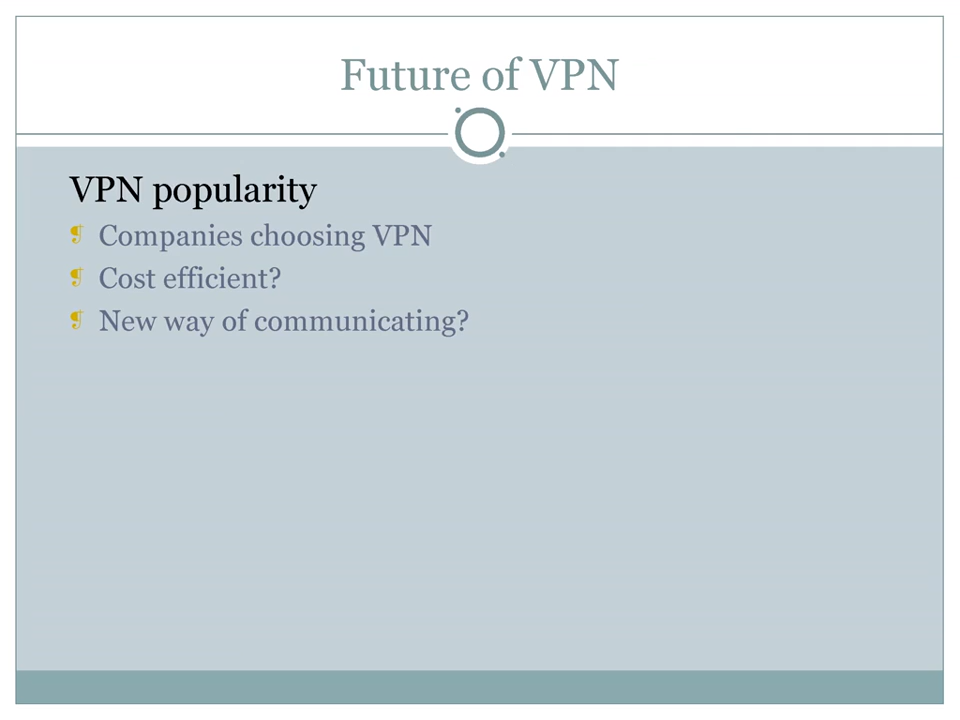 Future of VPN
VPN popularity
Companies choosing VPN
Cost efficient?
New way of communicating?